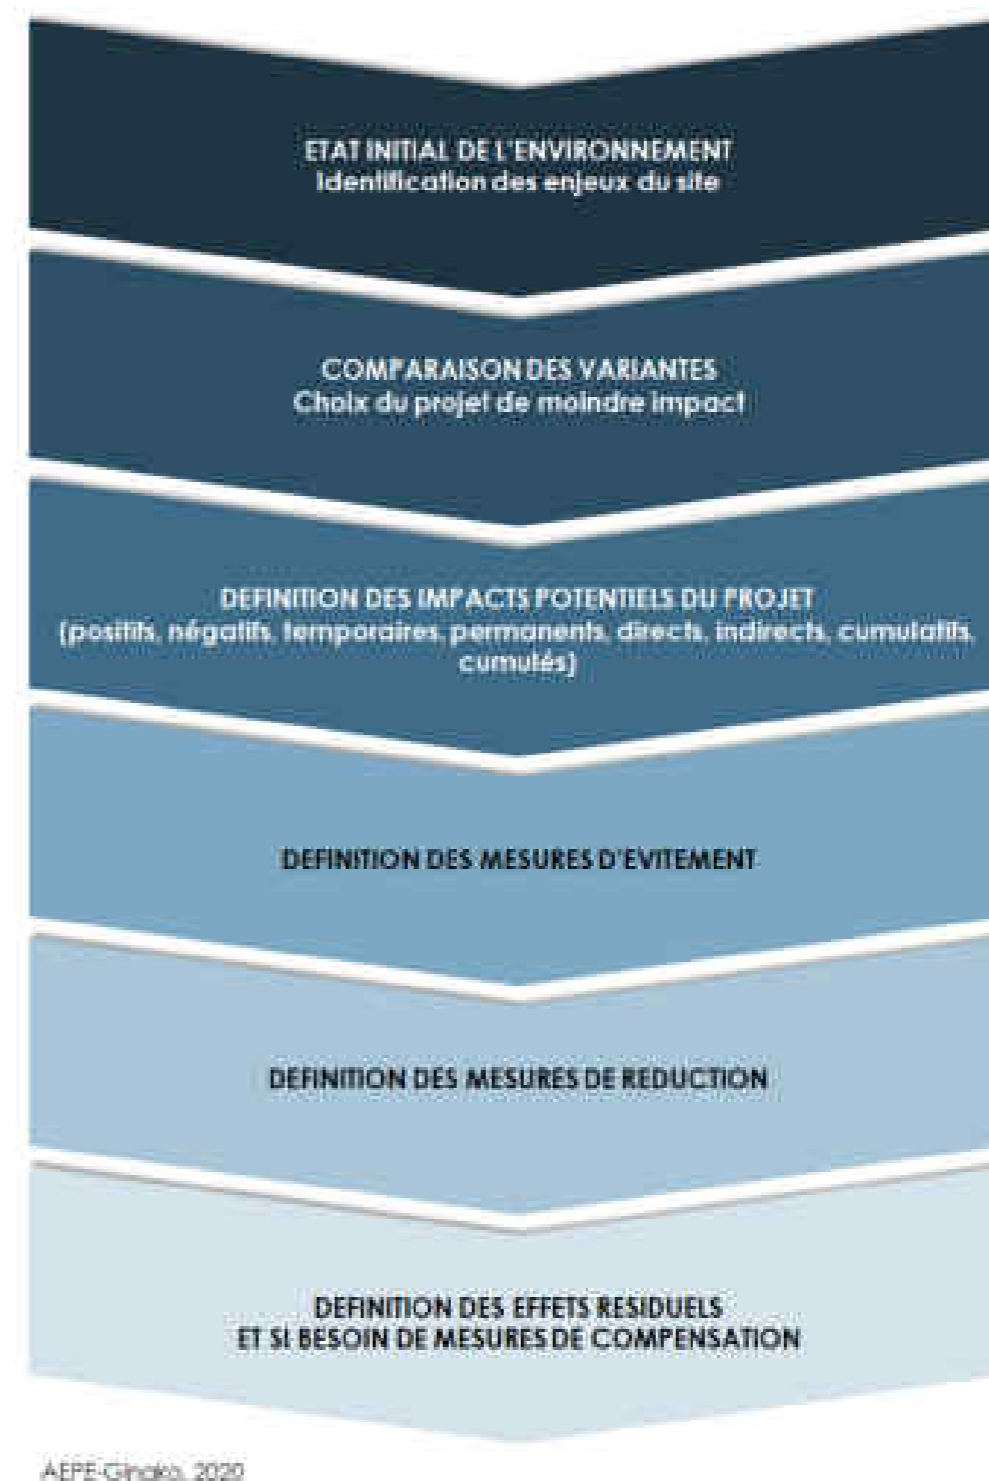 ETAT INITIAL DE L'ENVIRONNEMENT
Identification des enjeux du site
COMPARAISON DES VARIANTES
Choix du projet de moindre impact
DEFINITION DES IMPACTS POTENTIELS DU PROJET
(positifs, négatifs, temporaires, permanents, directs, indirects, cumulatifs,
cumulés)
DEFINITION DES MESURES D'EVITEMENT
DEFINITION DES MESURES DE REDUCTION
DEFINITION DES EFFETS RESIDUELS
ET SI BESOIN DE MESURES DE COMPENSATION
AEPE-Gingko, 2020